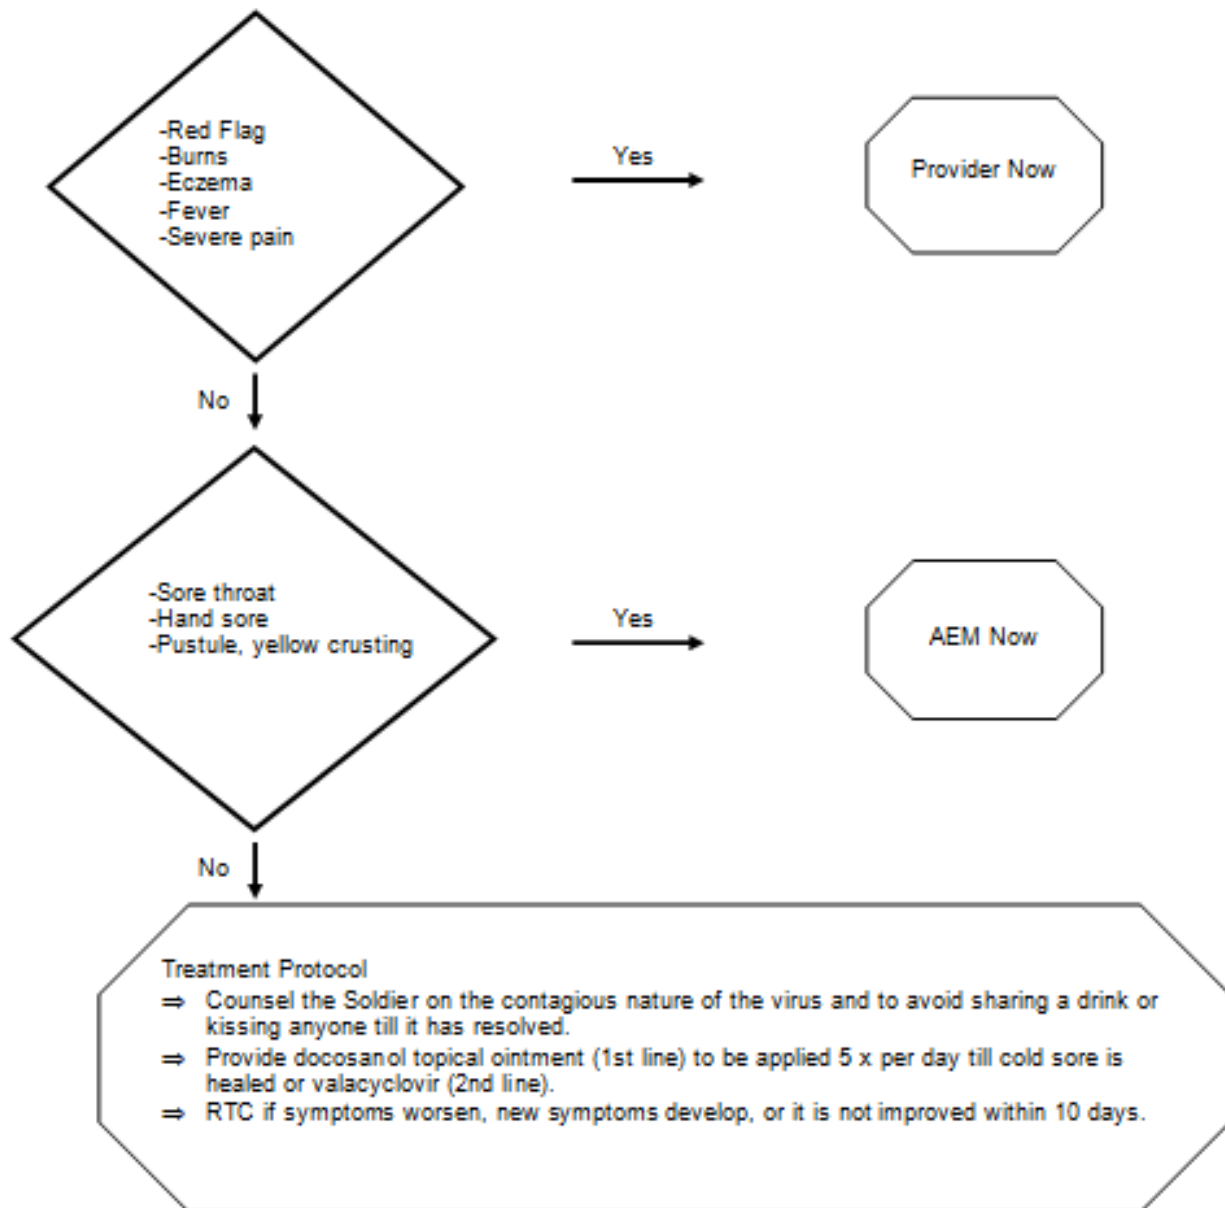 -Red Flag
-Burns
-Eczema
-Fever
-Severe pain
Yes
Provider Now
No
-Sore throat
-Hand sore
-Pustule, yellow crusting
Yes
AEM Now
No
Treatment Protocol
⇒ Counsel the Soldier on the contagious nature of the virus and to avoid sharing a drink or
kissing anyone till it has resolved.
⇒ Provide docosanol topical ointment (1st line) to be applied 5 x per day till cold sore is
healed or valacyclovir (2nd line).
⇒ RTC if symptoms worsen, new symptoms develop, or it is not improved within 10 days.